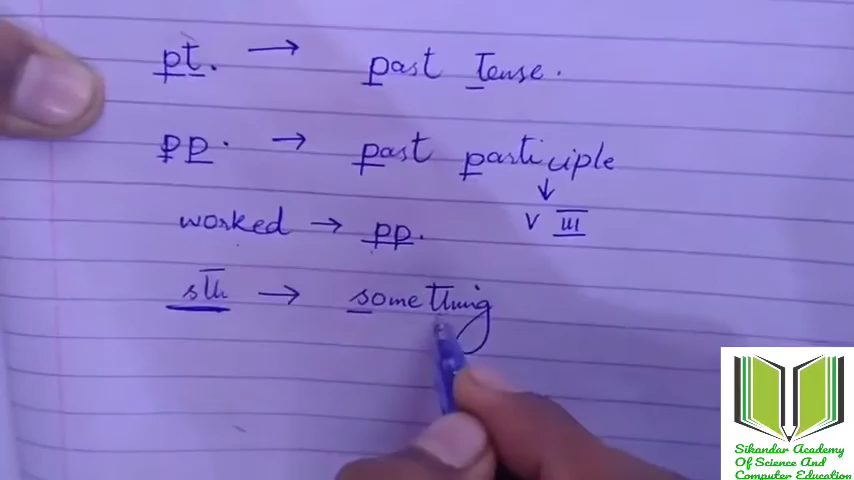 pt. → past Tense.
pp. → past participle
↓
V III
worked → pp.
sth → something
Sikandar Academy
Of Science And
Computer Education